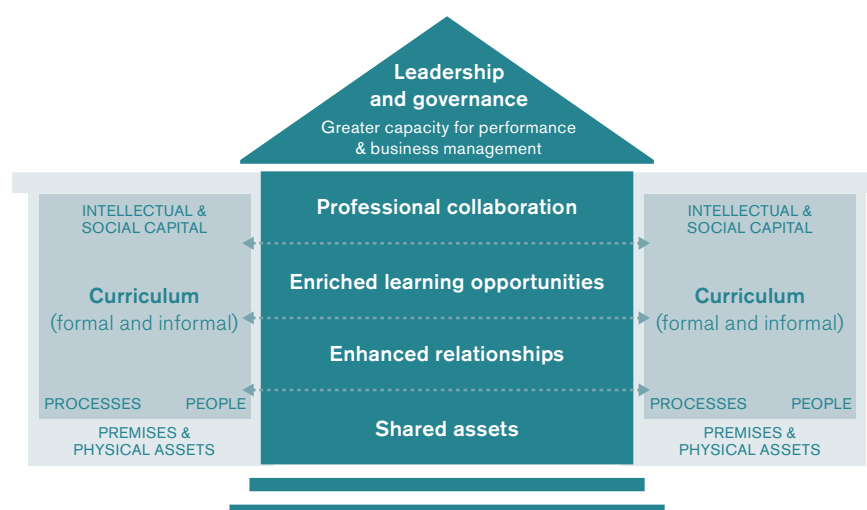 Leadership
and governance
Greater capacity for performance
& business management
INTELLECTUAL &
SOCIAL CAPITAL
Curriculum
(formal and informal)
PROCESSES PEOPLE
PREMISES &
PHYSICAL ASSETS
Professional collaboration
Enriched learning opportunities
Enhanced relationships
Shared assets
INTELLECTUAL &
SOCIAL CAPITAL
Curriculum
(formal and informal)
PROCESSES PEOPLE
PREMISES &
PHYSICAL ASSETS